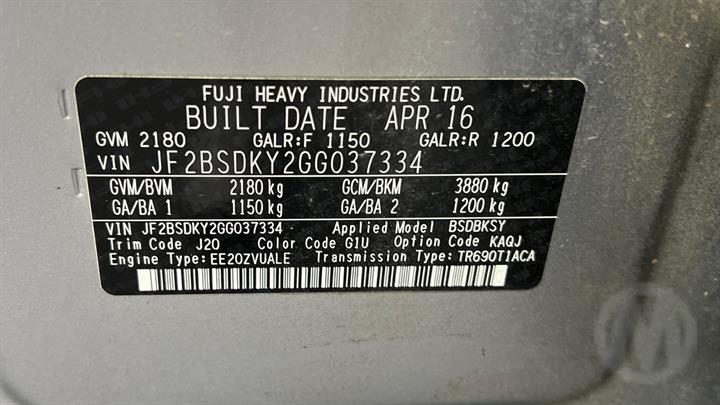 FUJI HEAVY INDUSTRIES LTD.
BUILT DATE APR 16
GVM 2180 GALR:F 1150 GALR:R 1200
VIN JF2BSDKY2GG037334
GVM/BVM 2180 kg GCM/BKM 3880 kg
GA/BA 1 1150 kg GA/BA 2 1200 kg
VIN JF2BSDKY2GG037334 Applied Model BSDBKSY
Trim Code J20 Color Code G1U Option Code KAQJ
Engine Type:EE20ZVUALE Transmission Type:TR690T1ACA